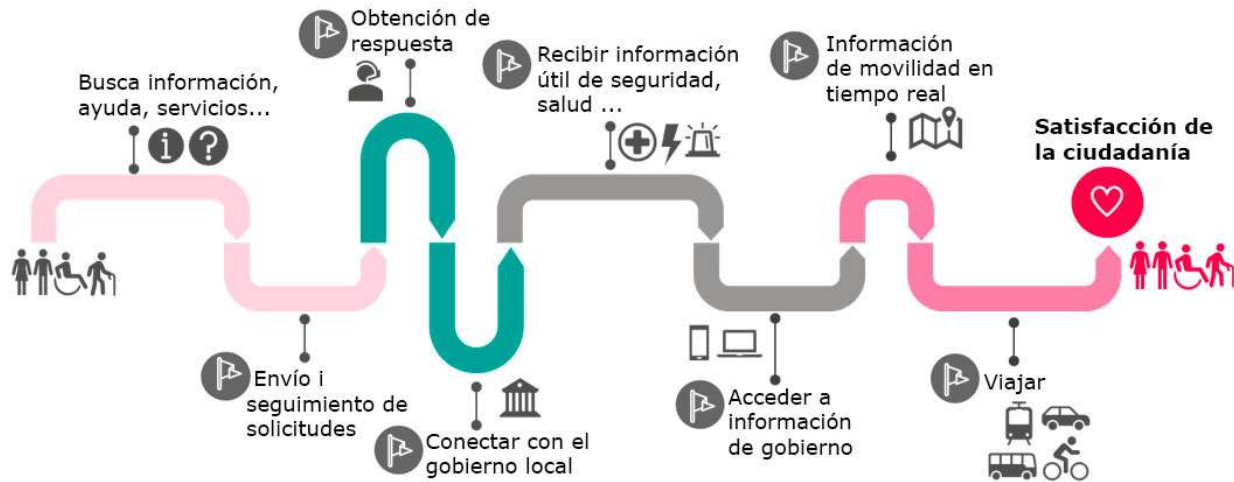 Busca información,
ayuda, servicios...
Envío i
seguimiento de
solicitudes
Obtención de
respuesta
Conectar con el
gobierno local
Recibir información
útil de seguridad,
salud ...
Acceder a
información
de gobierno
Información
de movilidad en
tiempo real
Viajar
Satisfacción de
la ciudadanía